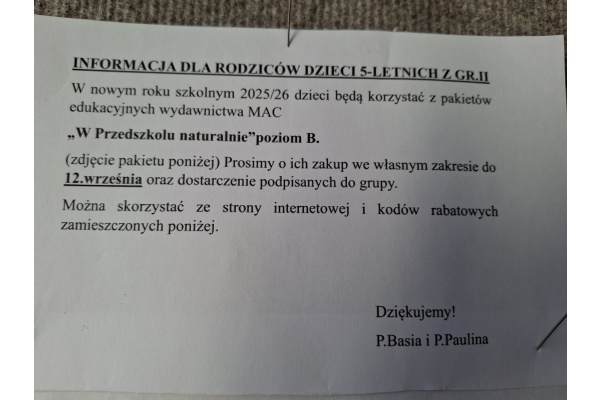 INFORMACJA DLA RODZICÓW DZIECI 5-LETNICH Z GR.II
W nowym roku szkolnym 2025/26 dzieci będą korzystać z pakietów
edukacyjnych wydawnictwa MAC
„W Przedszkolu naturalnie”poziom B.
(zdjęcie pakietu poniżej) Prosimy o ich zakup we własnym zakresie do
12.września oraz dostarczenie podpisanych do grupy.
Można skorzystać ze strony internetowej i kodów rabatowych
zamieszczonych poniżej.
Dziękujemy!
P.Basia i P.Paulina